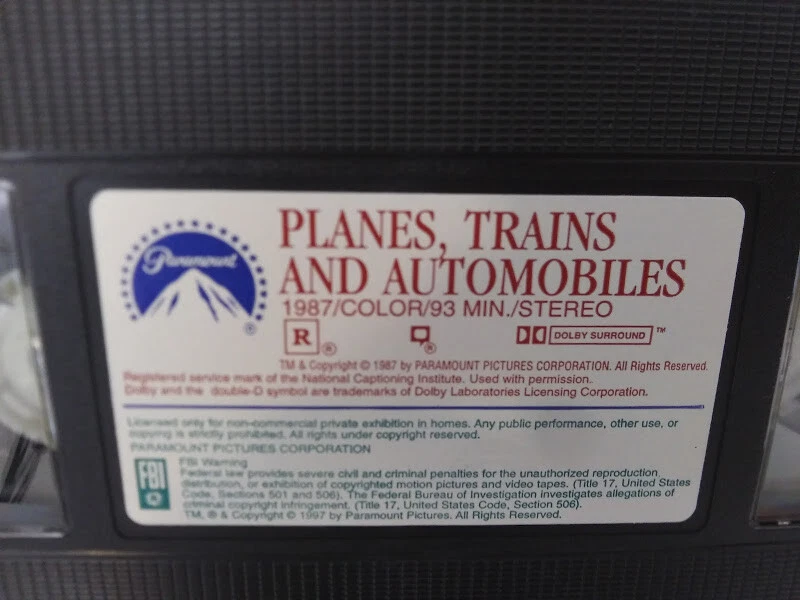 Paramount
®
PLANES, TRAINS
AND AUTOMOBILES
1987/COLOR/93 MIN./STEREO
R ® ® DOLBY SURROUND ™
TM & Copyright © 1987 by PARAMOUNT PICTURES CORPORATION. All Rights Reserved.
Registered service mark of the National Captioning Institute. Used with permission.
Dolby and the double-D symbol are trademarks of Dolby Laboratories Licensing Corporation.
Licensed only for non-commercial private exhibition in homes. Any public performance, other use, or
copying is strictly prohibited. All rights under copyright reserved.
PARAMOUNT PICTURES CORPORATION
FBI
FBI Warning
Federal law provides severe civil and criminal penalties for the unauthorized reproduction,
distribution, or exhibition of copyrighted motion pictures and video tapes. (Title 17, United States
Code, Sections 501 and 506). The Federal Bureau of Investigation investigates allegations of
criminal copyright infringement. (Title 17, United States Code, Section 506).
TM, ® & Copyright © 1997 by Paramount Pictures. All Rights Reserved.